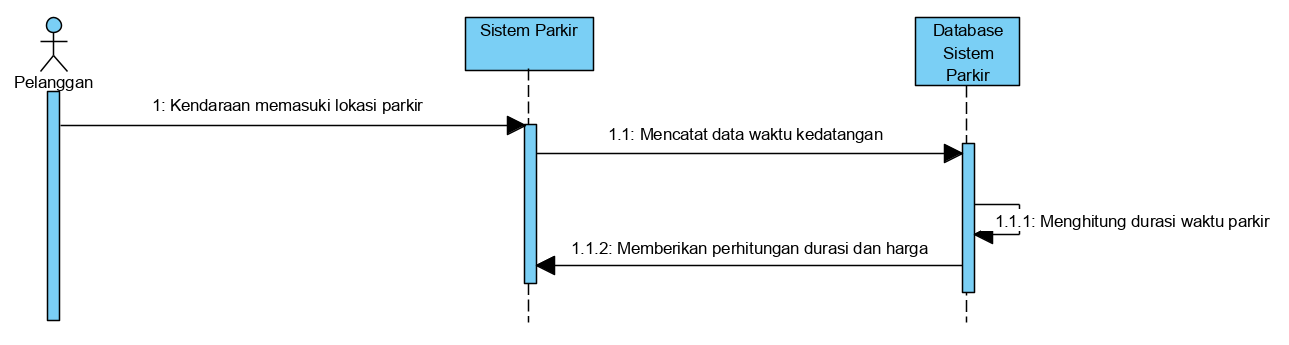 Pelanggan
Sistem Parkir
Database
Sistem
Parkir
1: Kendaraan memasuki lokasi parkir
1.1: Mencatat data waktu kedatangan
1.1.1: Menghitung durasi waktu parkir
1.1.2: Memberikan perhitungan durasi dan harga